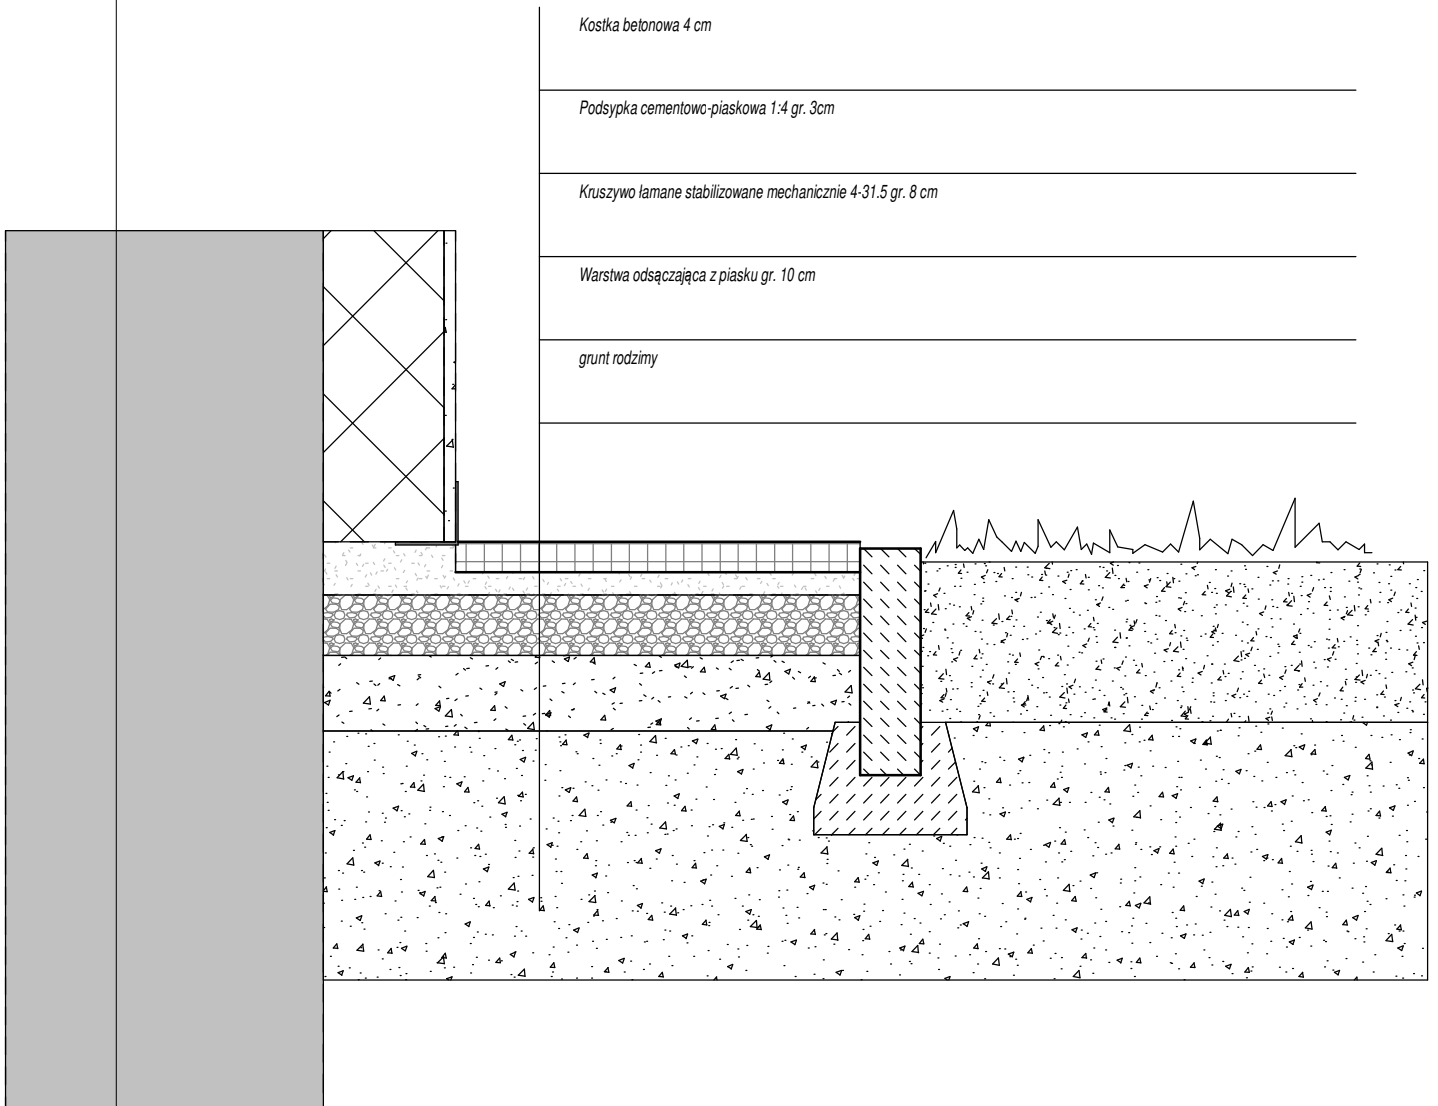 Kostka betonowa 4 cm
Podsypka cementowo-piaskowa 1:4 gr. 3cm
Kruszywo łamane stabilizowane mechanicznie 4-31.5 gr. 8 cm
Warstwa odsączająca z piasku gr. 10 cm
grunt rodzimy